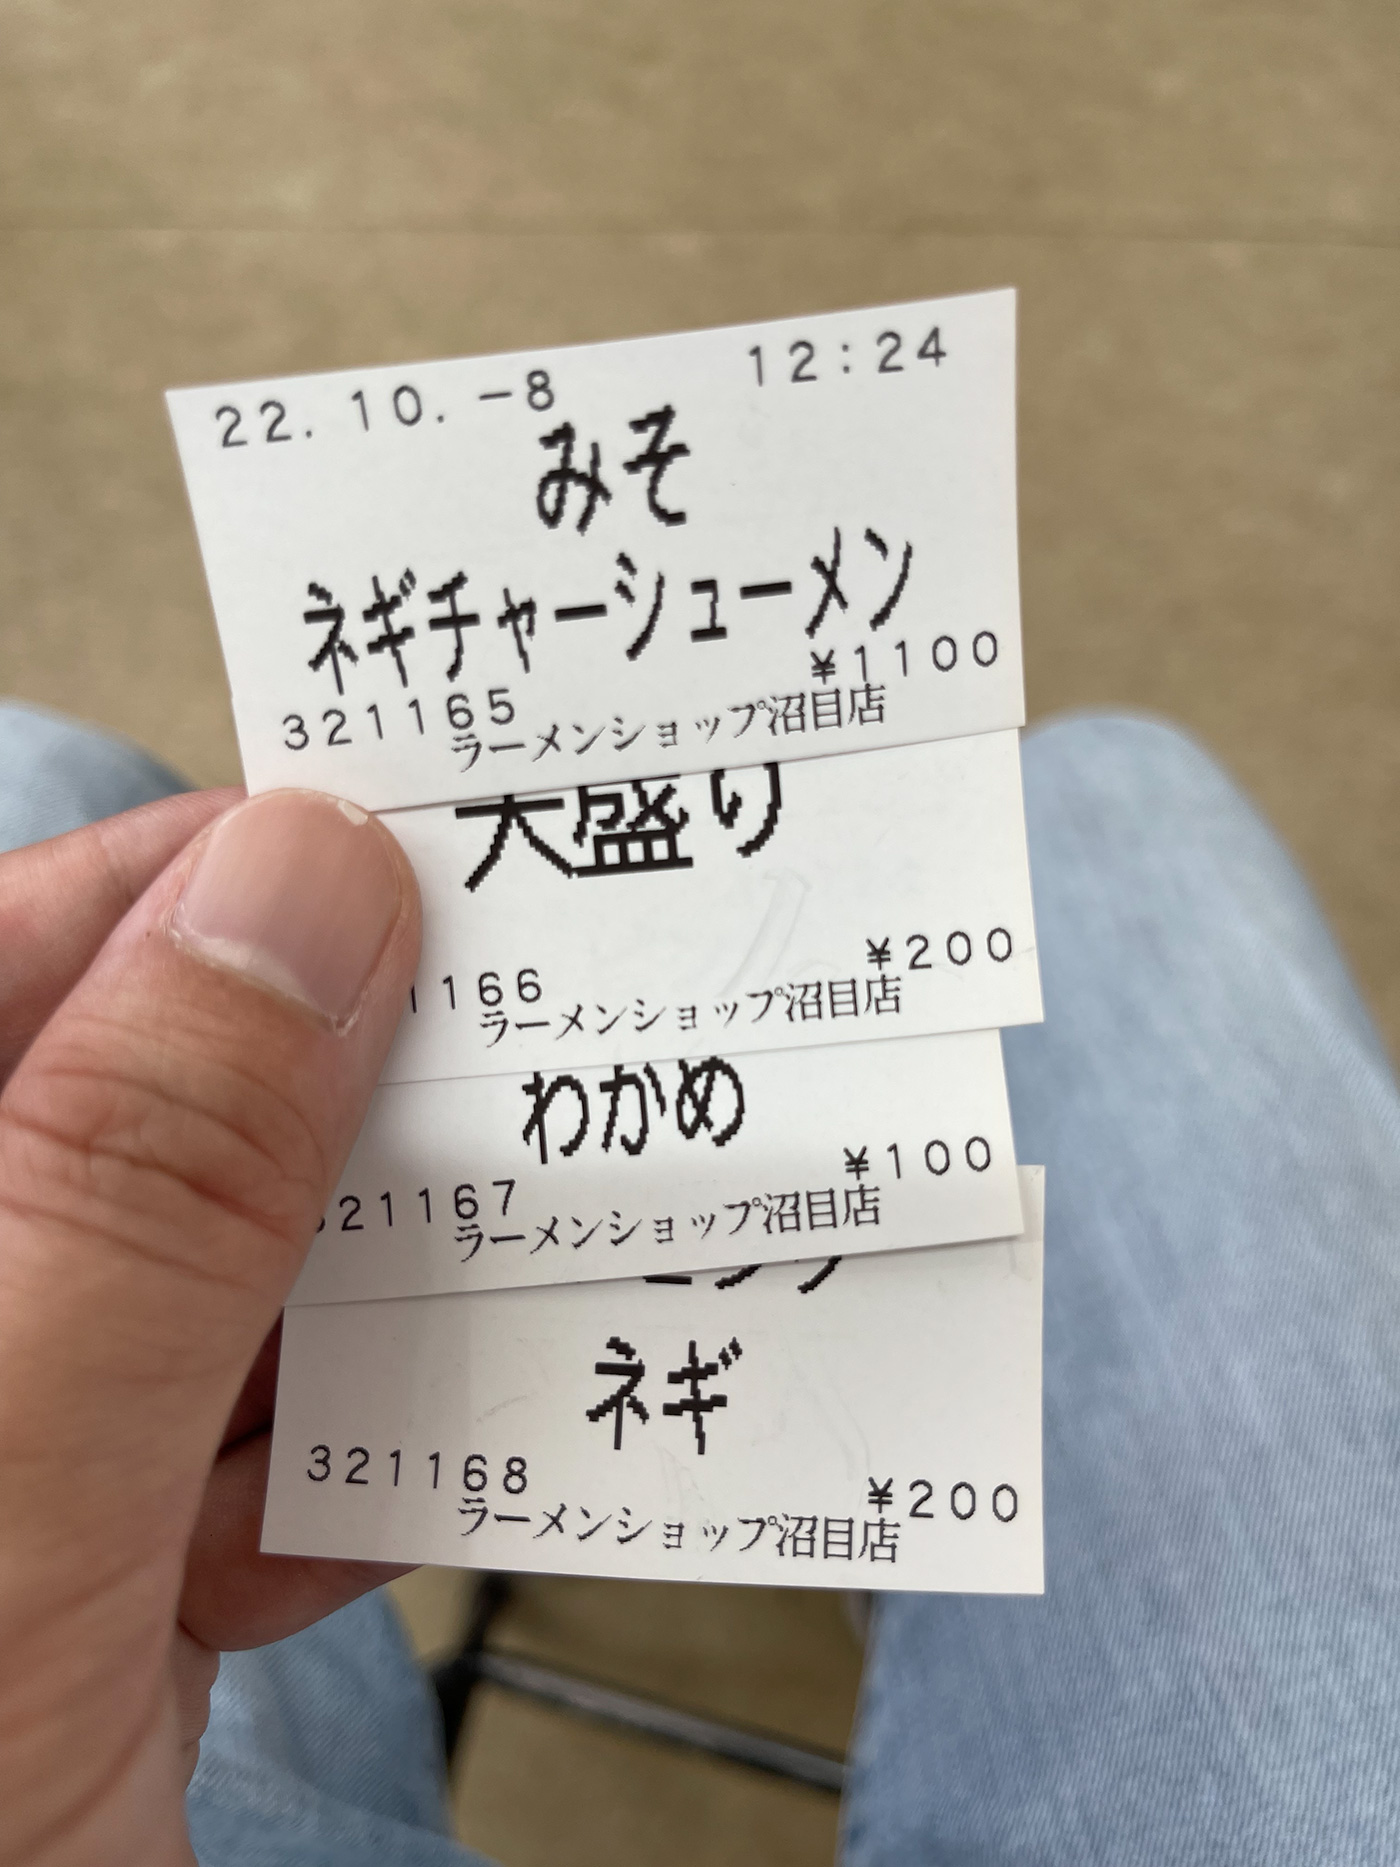 22.10.-8 12:24
みそ
ネギチャーシューメン
¥1100
321165
ラーメンショップ沼目店
大盛り
¥200
1166
ラーメンショップ沼目店
わかめ
¥100
21167
ラーメンショップ沼目店
ネギ
321168
¥200
ラーメンショップ沼目店